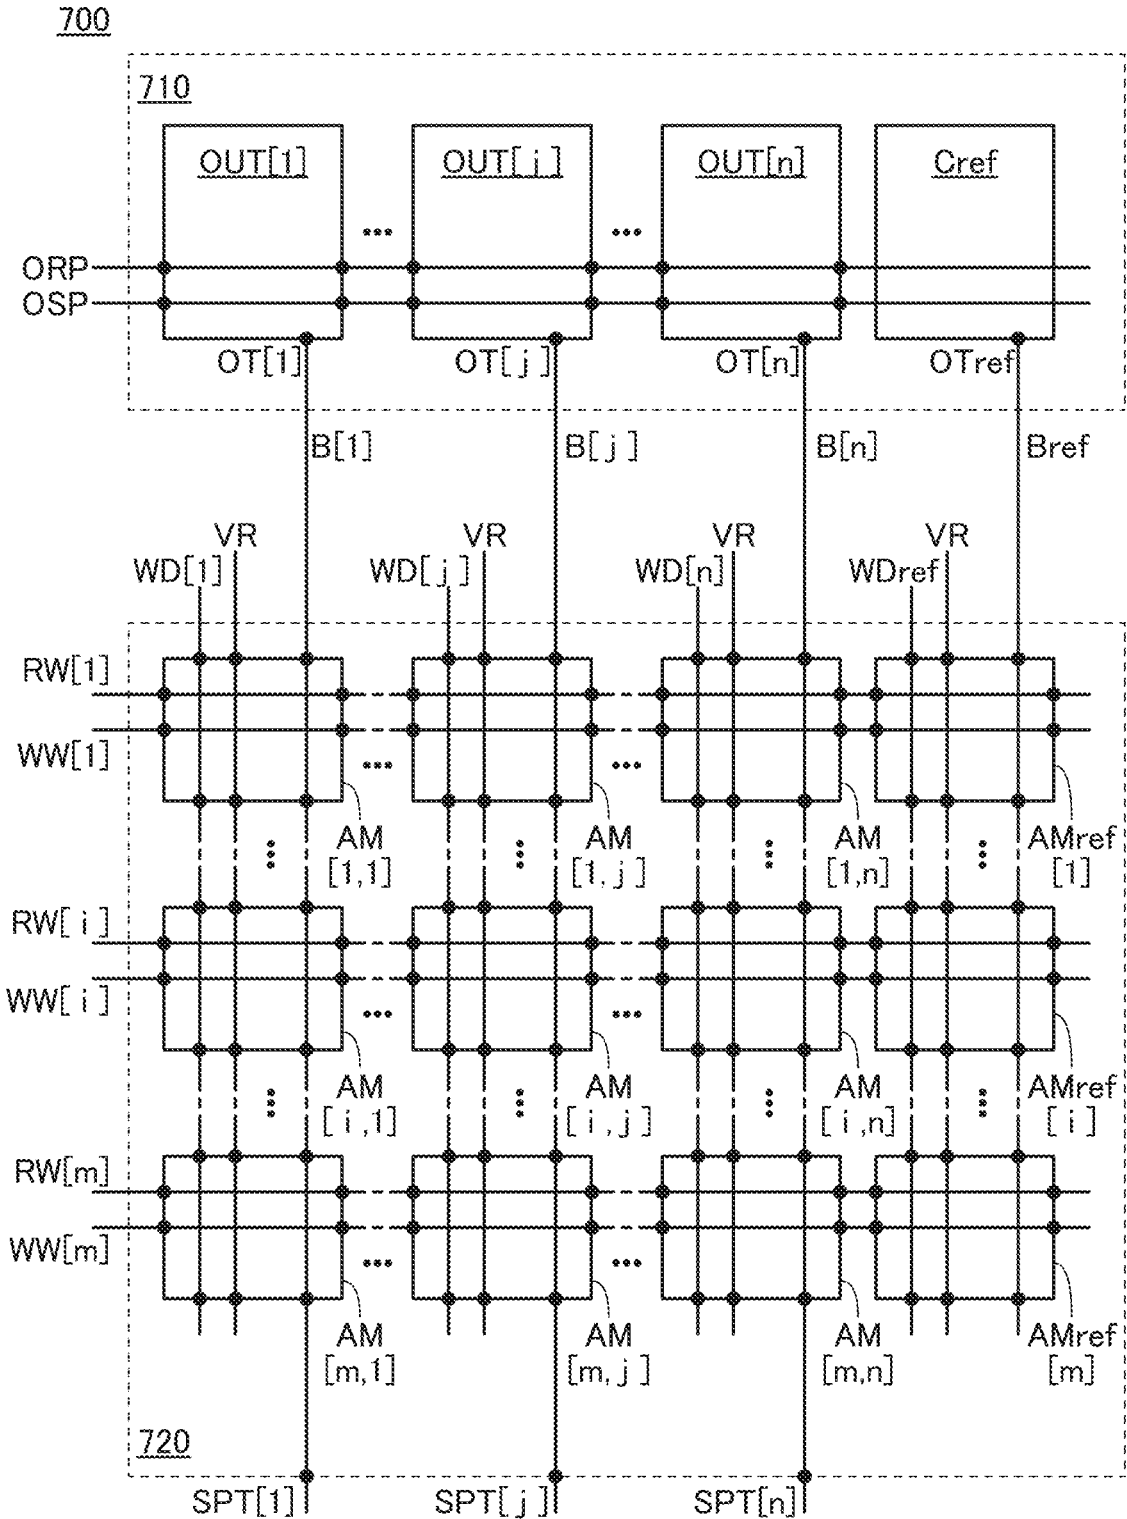 700
710
OUT[1] OUT[j] OUT[n] Cref
ORP
OSP
OT[1] OT[j] OT[n] OTref
B[1] B[j] B[n] Bref
VR VR VR VR
WD[1] WD[j] WD[n] WDref
RW[1]
WW[1]
AM AM AM AMref
[1,1] [1,j] [1,n] [1]
RW[i]
WW[i]
AM AM AM AMref
[i,1] [i,j] [i,n] [i]
RW[m]
WW[m]
AM AM AM AMref
[m,1] [m,j] [m,n] [m]
720
SPT[1] SPT[j] SPT[n]